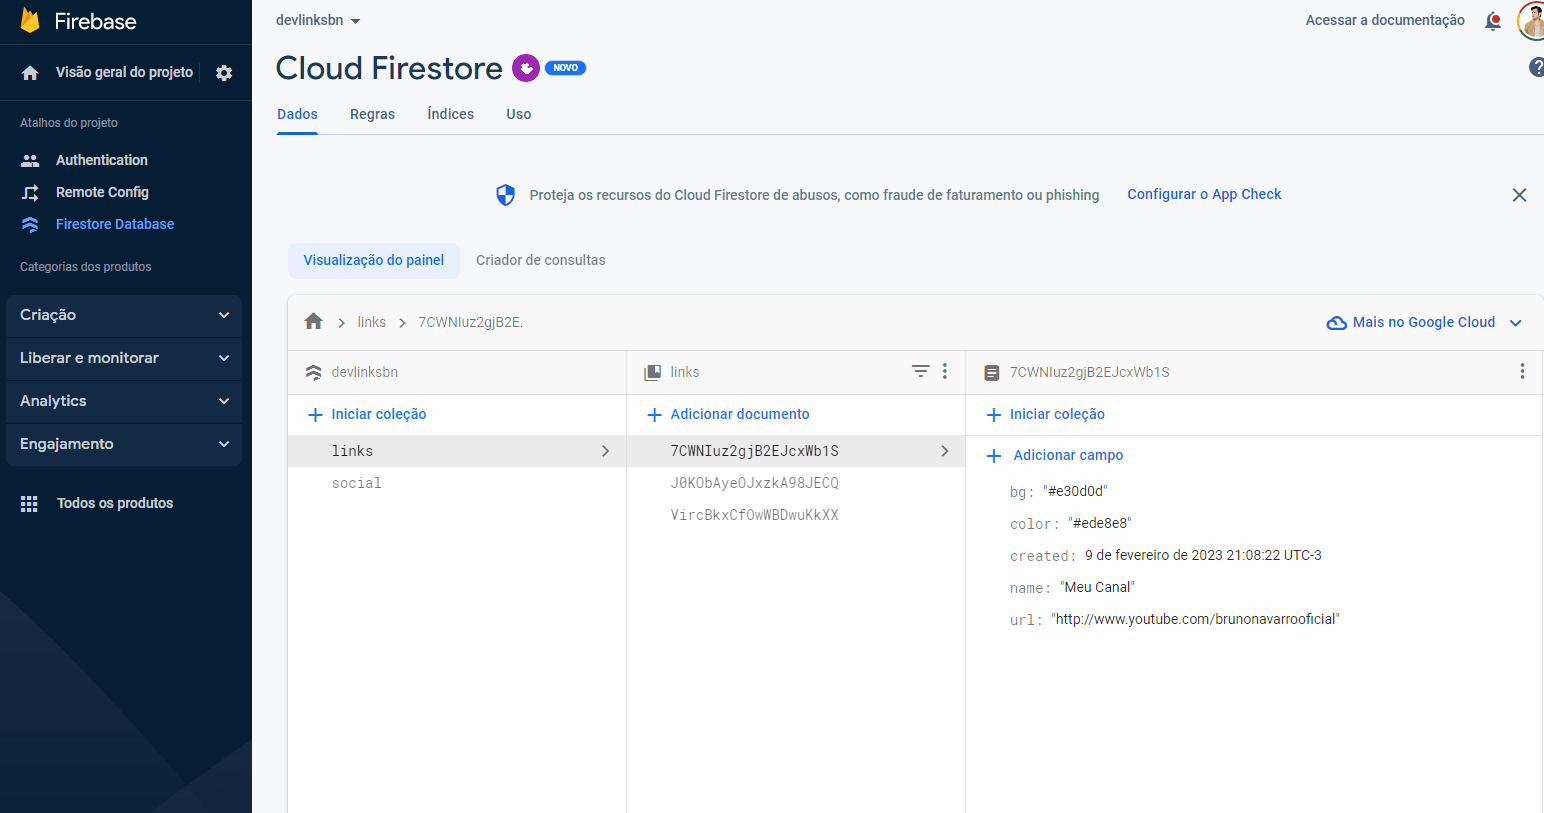 Firebase
devlinksbn
Acessar a documentação
Visão geral do projeto
Cloud Firestore
NOVO
Dados
Regras
Índices
Uso
Atalhos do projeto
Authentication
Remote Config
Firestore Database
Proteja os recursos do Cloud Firestore de abusos, como fraude de faturamento ou phishing
Configurar o App Check
Categorias dos produtos
Visualização do painel
Criador de consultas
Criação
Liberar e monitorar
Analytics
Engajamento
Todos os produtos
links
7CWNIuz2gjB2E.
Mais no Google Cloud
devlinksbn
Iniciar coleção
links
social
links
Adicionar documento
7CWNIuz2gjB2EJcxWb1S
J0KObAyeOJxzkA98JECQ
VircBkxCfOwWBDwuKkXX
7CWNIuz2gjB2EJcxWb1S
Iniciar coleção
Adicionar campo
bg: "#e30d0d"
color: "#ede8e8"
created: 9 de fevereiro de 2023 21:08:22 UTC-3
name: "Meu Canal"
url: "http://www.youtube.com/brunonavarrooficial"